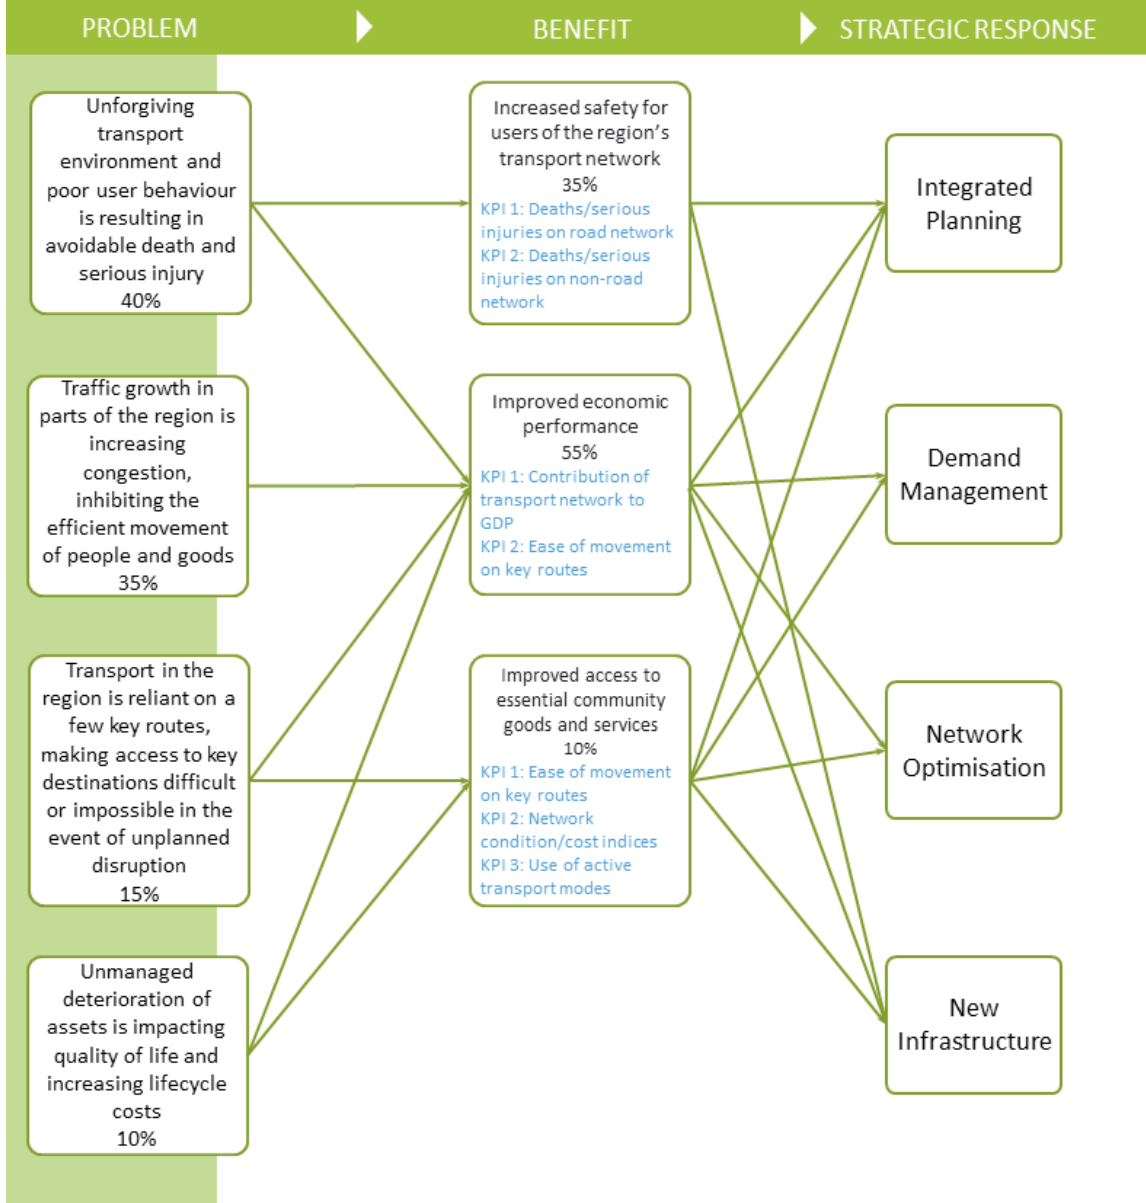 PROBLEM
BENEFIT
STRATEGIC RESPONSE
Unforgiving
transport
environment and
poor user behaviour
is resulting in
avoidable death and
serious injury
40%
Traffic growth in
parts of the region is
increasing
congestion,
inhibiting the
efficient movement
of people and goods
35%
Transport in the
region is reliant on a
few key routes,
making access to key
destinations difficult
or impossible in the
event of unplanned
disruption
15%
Unmanaged
deterioration of
assets is impacting
quality of life and
increasing lifecycle
costs
10%
Increased safety for
users of the region's
transport network
35%
KPI 1: Deaths/serious
injuries on road network
KPI 2: Deaths/serious
injuries on non-road
network
Improved economic
performance
55%
KPI 1: Contribution of
transport network to
GDP
KPI 2: Ease of movement
on key routes
Improved access to
essential community
goods and services
10%
KPI 1: Ease of movement
on key routes
KPI 2: Network
condition/cost indices
KPI 3: Use of active
transport modes
Integrated
Planning
Demand
Management
Network
Optimisation
New
Infrastructure